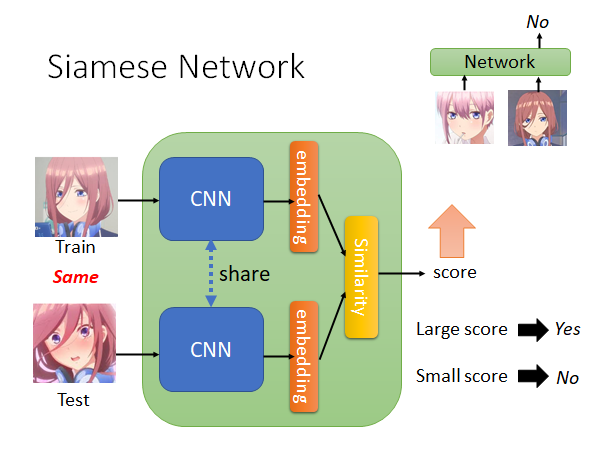 No
Network
Siamese Network
CNN
embedding
Train
Same
share
Similarity
score
CNN
embedding
Test
Large score Yes
Small score No